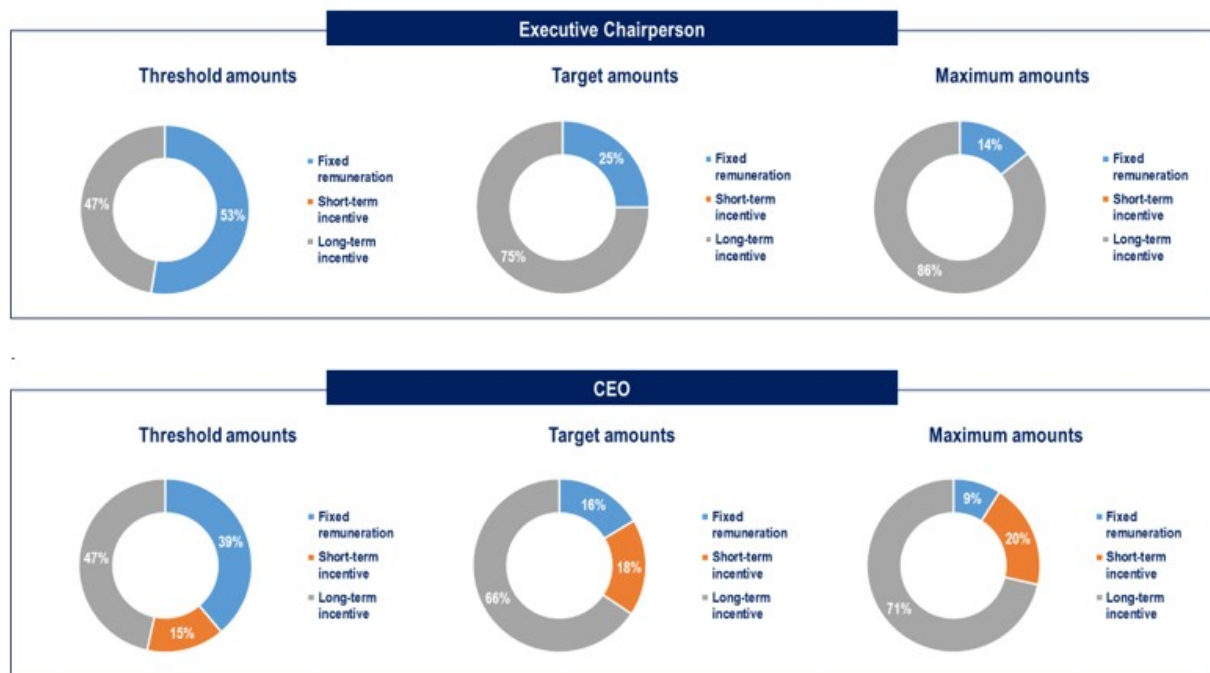 Executive Chairperson
Threshold amounts
47%
53%
Fixed
remuneration
Short-term
incentive
Long-term
incentive
Target amounts
25%
75%
Fixed
remuneration
Short-term
incentive
Long-term
incentive
Maximum amounts
14%
86%
Fixed
remuneration
Short-term
incentive
Long-term
incentive
-
CEO
Threshold amounts
47%
39%
15%
Fixed
remuneration
Short-term
incentive
Long-term
incentive
Target amounts
16%
18%
66%
Fixed
remuneration
Short-term
incentive
Long-term
incentive
Maximum amounts
9%
20%
71%
Fixed
remuneration
Short-term
incentive
Long-term
incentive